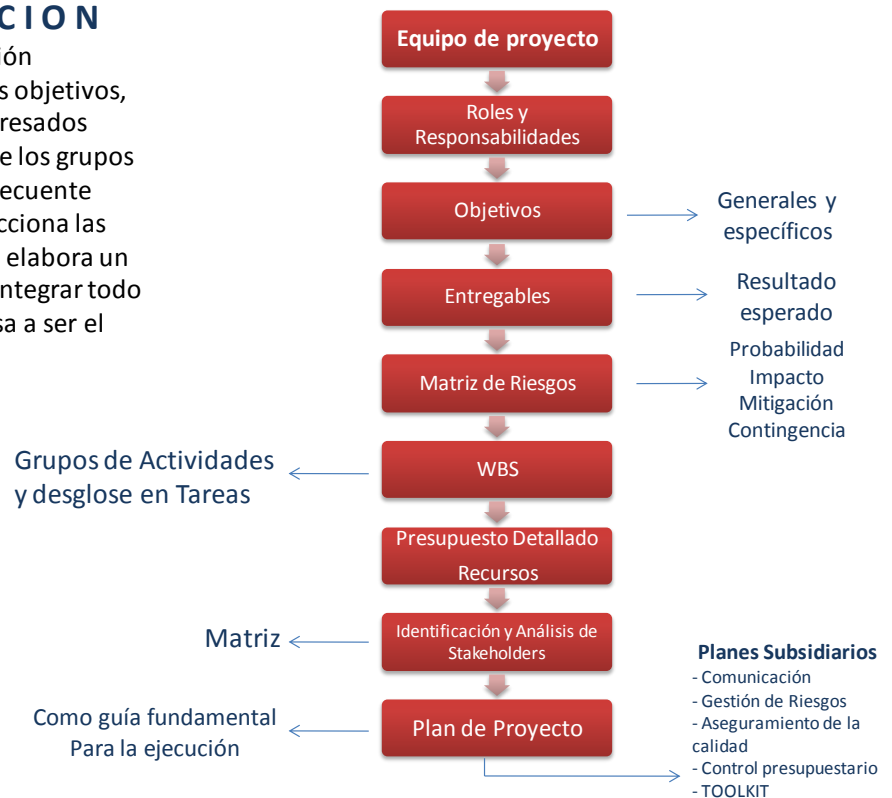 C I O N
ión
s objetivos,
resados
e los grupos
ecuente
cciona las
elabora un
ntegrar todo
sa a ser el
Equipo de proyecto
Roles y
Responsabilidades
Objetivos
Generales y
específicos
Entregables
Resultado
esperado
Matriz de Riesgos
Probabilidad
Impacto
Mitigación
Contingencia
WBS
Grupos de Actividades
y desglose en Tareas
Presupuesto Detallado
Recursos
Identificación y Análisis de
Stakeholders
Matriz
Plan de Proyecto
Como guía fundamental
Para la ejecución
Planes Subsidiarios
- Comunicación
- Gestión de Riesgos
- Aseguramiento de la
calidad
- Control presupuestario
- TOOLKIT